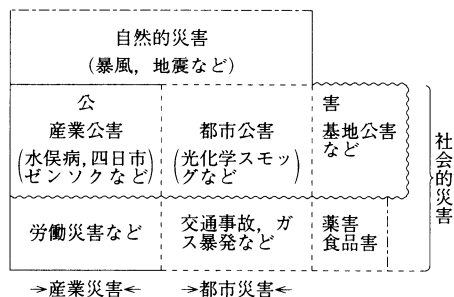 自然的災害
(暴風,地震など)
公 害
産業公害 都市公害 基地公害
など
(水俣病,四日市
ゼンソクなど)
(光化学スモッ
グなど)
社会的災害
労働災害など
交通事故,ガ
ス暴発など
薬害
食品害
→産業災害← →都市災害←